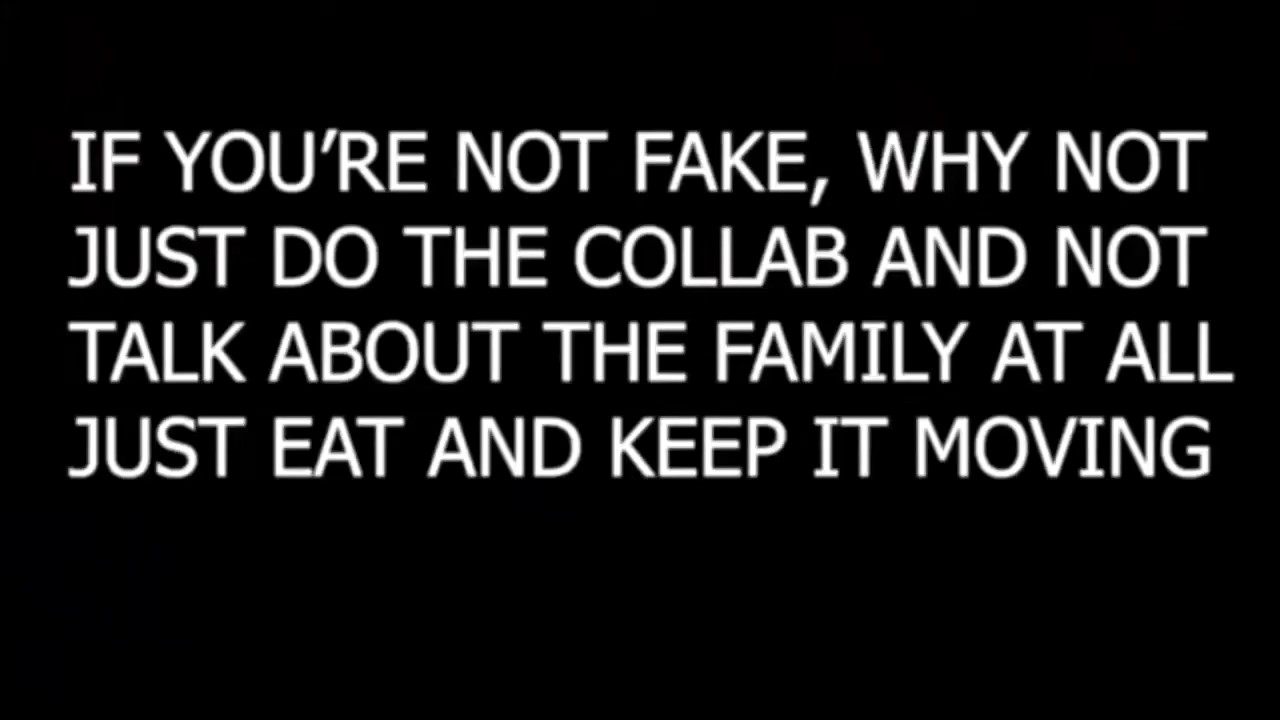 IF YOU’RE NOT FAKE, WHY NOT
JUST DO THE COLLAB AND NOT
TALK ABOUT THE FAMILY AT ALL
JUST EAT AND KEEP IT MOVING